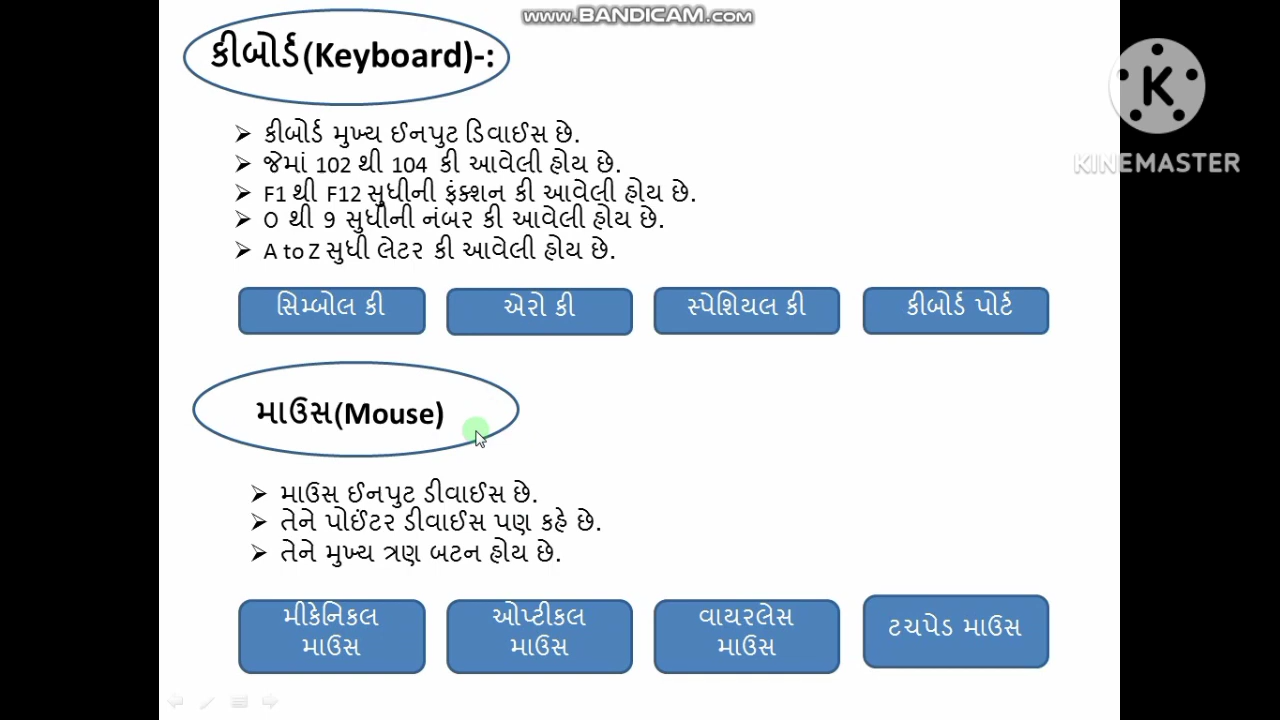 www.BANDICAM.com
કીબોર્ડ(Keyboard)-:
K
KINEMASTER
કીબોર્ડ મુખ્ય ઈનપુટ ડિવાઈસ છે.
જેમાં 102 થી 104 કી આવેલી હોય છે.
F1 થી F12 સુધીની ફંક્શન કી આવેલી હોય છે.
0 થી 9 સુધીની નંબર કી આવેલી હોય છે.
A to Z સુધી લેટર કી આવેલી હોય છે.
સિમ્બોલ કી
એરો કી
સ્પેશિયલ કી
કીબોર્ડ પોર્ટ
માઉસ(Mouse)
માઉસ ઈનપુટ ડીવાઈસ છે.
તેને પોઈંટર ડીવાઈસ પણ કહે છે.
તેને મુખ્ય ત્રણ બટન હોય છે.
મીકેનિકલ
માઉસ
ઓપ્ટીકલ
માઉસ
વાયરલેસ
માઉસ
ટચપેડ માઉસ